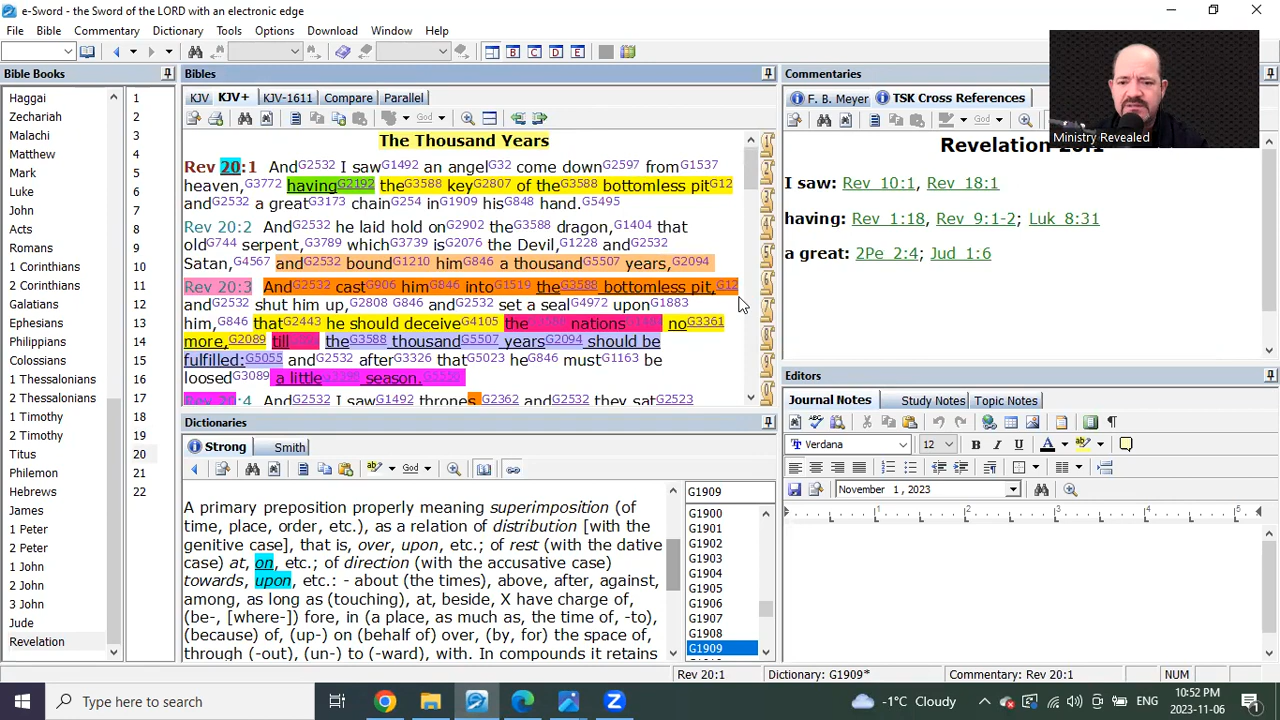 e-Sword - the Sword of the LORD with an electronic edge
File Bible Commentary Dictionary Tools Options Download Window Help
B C D E
Bible Books
Haggai
Zechariah
Malachi
Matthew
Mark
Luke
John
Acts
Romans
1 Corinthians
2 Corinthians
Galatians
Ephesians
Philippians
Colossians
1 Thessalonians
2 Thessalonians
1 Timothy
2 Timothy
Titus
Philemon
Hebrews
James
1 Peter
2 Peter
1 John
2 John
3 John
Jude
Revelation
1
2
3
4
5
6
7
8
9
10
11
12
13
14
15
16
17
18
19
20
21
22
Bibles
KJV KJV+ KJV-1611 Compare Parallel
The Thousand Years
Rev 20:1 AndG2532 I sawG1492 an angelG32 come downG2597 fromG1537
heaven,G3772 havingG2192 theG3588 keyG2807 of theG3588 bottomless pitG12
andG2532 a greatG3173 chainG254 inG1909 hisG848 hand.G5495
Rev 20:2 AndG2532 he laid hold onG2902 theG3588 dragon,G1404 that
oldG744 serpent,G3789 whichG3739 isG2076 the Devil,G1228 andG2532
Satan,G4567 andG2532 boundG1210 himG846 a thousandG5507 years,G2094
Rev 20:3 AndG2532 castG906 himG846 intoG1519 theG3588 bottomless pit,G12
andG2532 shut him up,G2808 G846 andG2532 set a sealG4972 uponG1883
him,G846 thatG2443 he should deceiveG4105 the nations noG3361
more,G2089 till theG3588 thousandG5507 yearsG2094 should be
fulfilled:G5055 andG2532 afterG3326 thatG5023 heG846 mustG1163 be
loosedG3089 a little season.
Rev 20:4 AndG2532 I sawG1492 thrones,G2362 andG2532 they satG2523
Dictionaries
Strong Smith
G1909
A primary preposition properly meaning superimposition (of
time, place, order, etc.), as a relation of distribution [with the
genitive case], that is, over, upon, etc.; of rest (with the dative
case) at, on, etc.; of direction (with the accusative case)
towards, upon, etc.: - about (the times), above, after, against,
among, as long as (touching), at, beside, X have charge of,
(be-, [where-]) fore, in (a place, as much as, the time of, -to),
(because) of, (up-) on (behalf of) over, (by, for) the space of,
through (-out), (un-) to (-ward), with. In compounds it retains
G1900
G1901
G1902
G1903
G1904
G1905
G1906
G1907
G1908
G1909
Commentaries
F. B. Meyer TSK Cross References
Revelation 20:1
I saw: Rev 10:1, Rev 18:1
having: Rev 1:18, Rev 9:1-2; Luk 8:31
a great: 2Pe 2:4; Jud 1:6
Ministry Revealed
Editors
Journal Notes Study Notes Topic Notes
Verdana 12 B I U A
November 1, 2023
1 2 3 4 5
Rev 20:1 Dictionary: G1909* Commentary: Rev 20:1 NUM
Type here to search
-1°C Cloudy
ENG
10:52 PM
2023-11-06